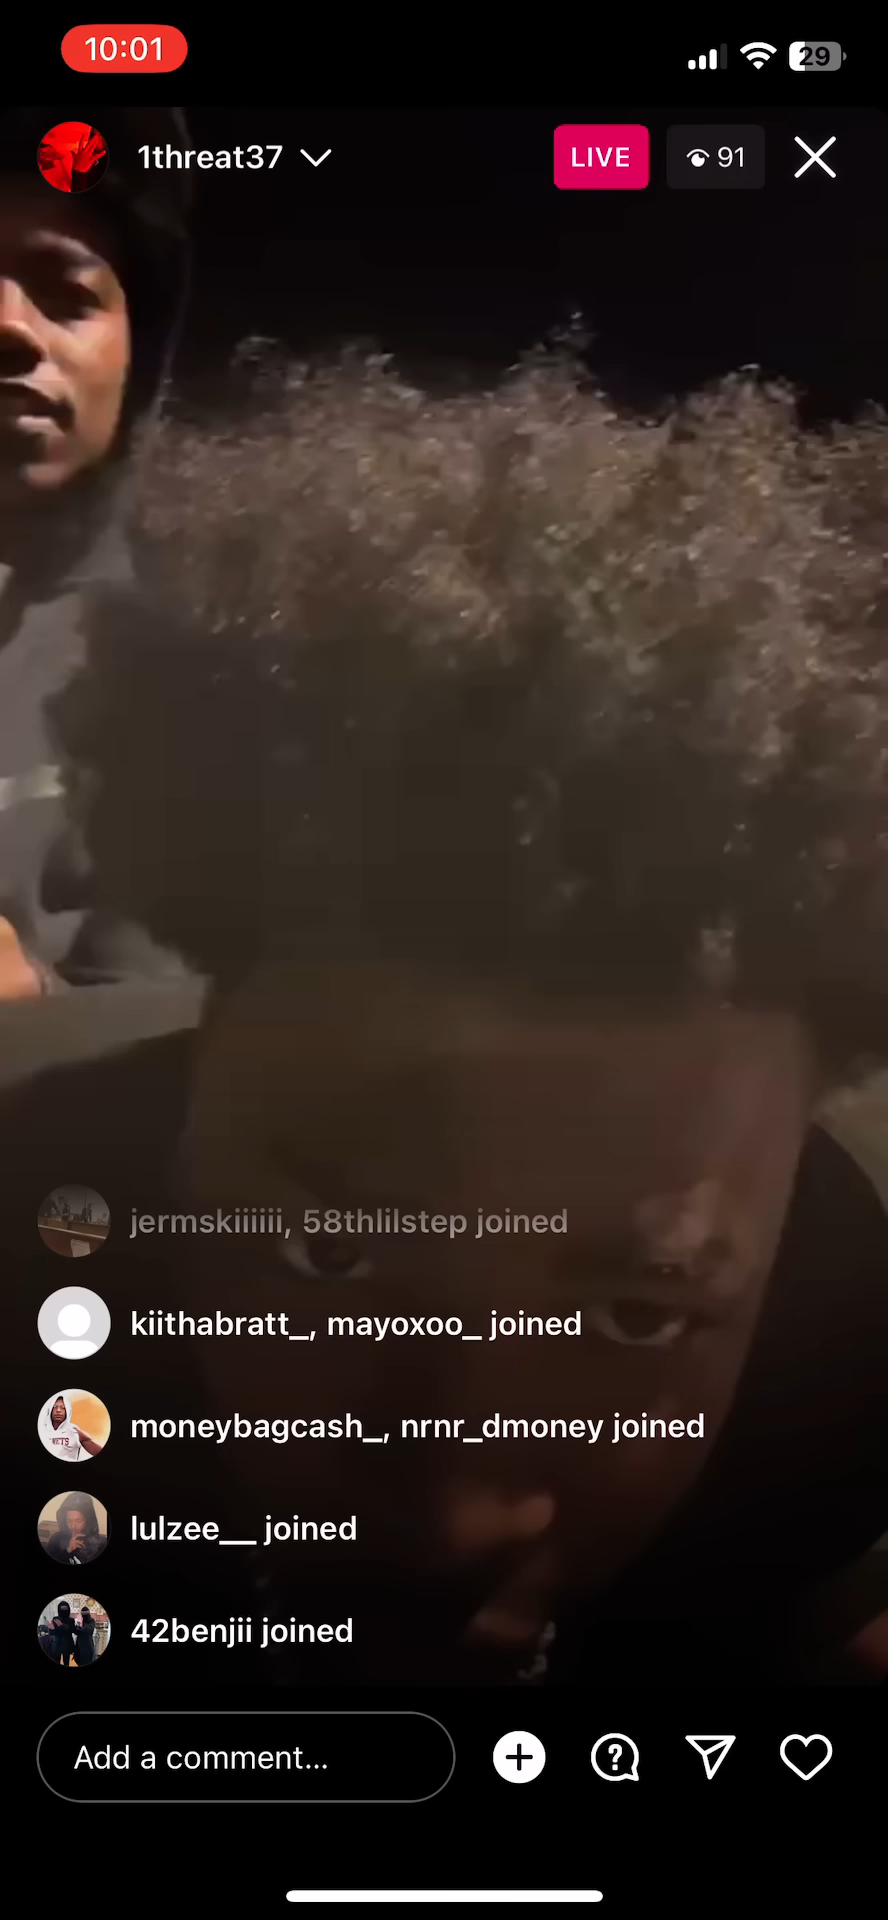 10:01
29
1threat37
LIVE
91
jermskiiiiii, 58thlilstep joined
kiithabratt_, mayoxoo_ joined
moneybagcash_, nrnr_dmoney joined
lulzee__ joined
42benjii joined
Add a comment...